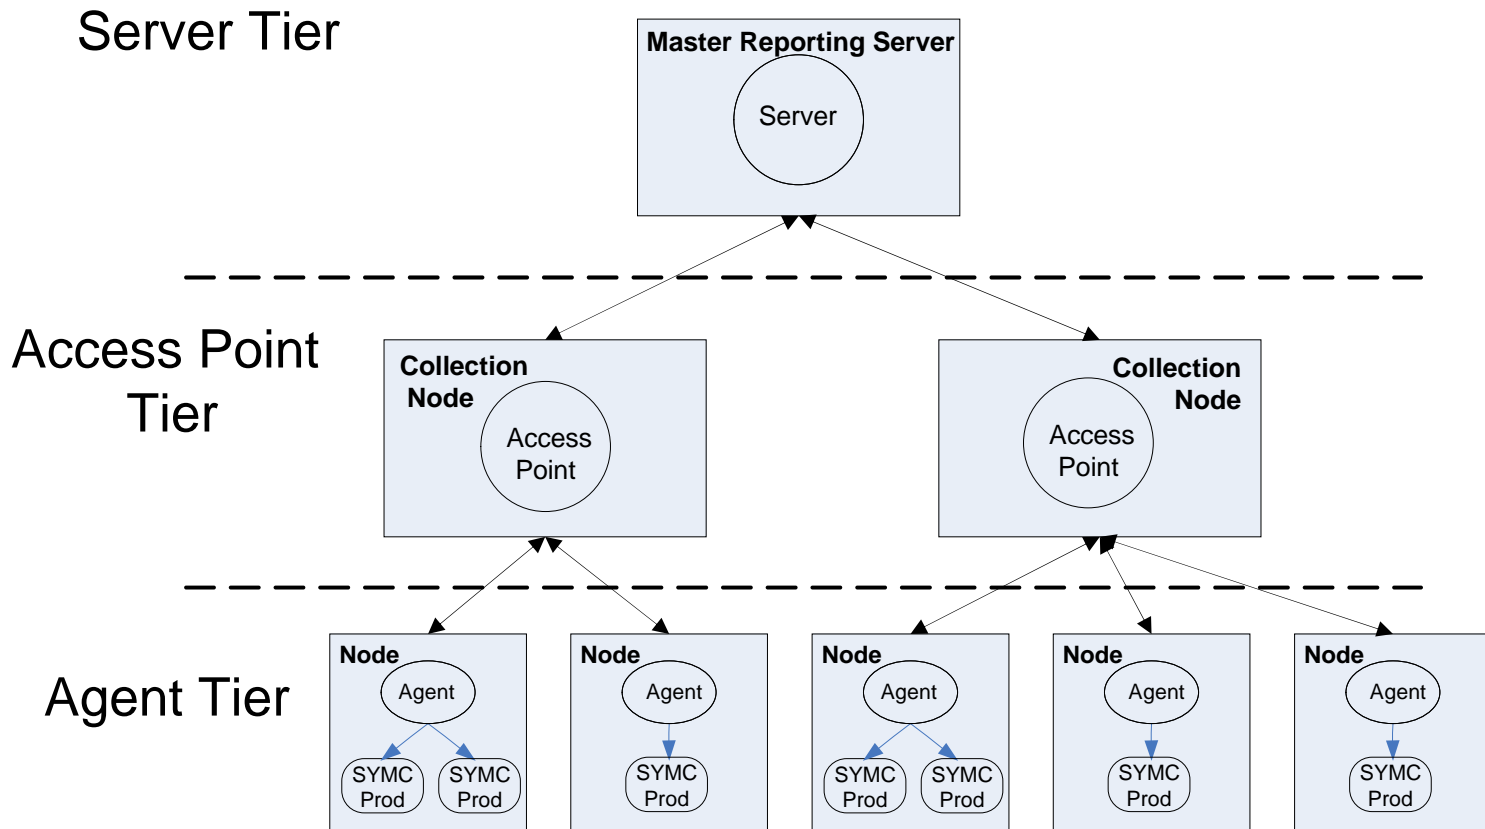 Server Tier
Master Reporting Server
Server
Access Point
Tier
Collection
Node
Access
Point
Collection
Node
Access
Point
Agent Tier
Node
Agent
SYMC
Prod
SYMC
Prod
Node
Agent
SYMC
Prod
Node
Agent
SYMC
Prod
SYMC
Prod
Node
Agent
SYMC
Prod
Node
Agent
SYMC
Prod